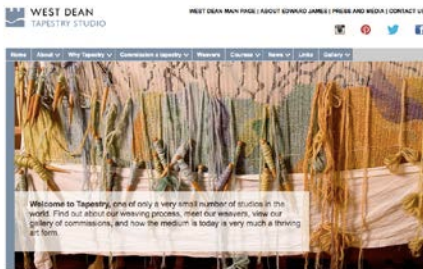 WEST DEAN
TAPESTRY STUDIO
WEST DEAN MAIN PAGE | ABOUT EDWARD JAMES | PRESS AND MEDIA | CONTACT US
Home About Why Tapestry Commission a tapestry Weavers Courses News Links Gallery
Welcome to Tapestry, one of only a very small number of studios in the
world. Find out about our weaving process, meet our weavers, view our
gallery of commissions, and how the medium is today is very much a thriving
art form.